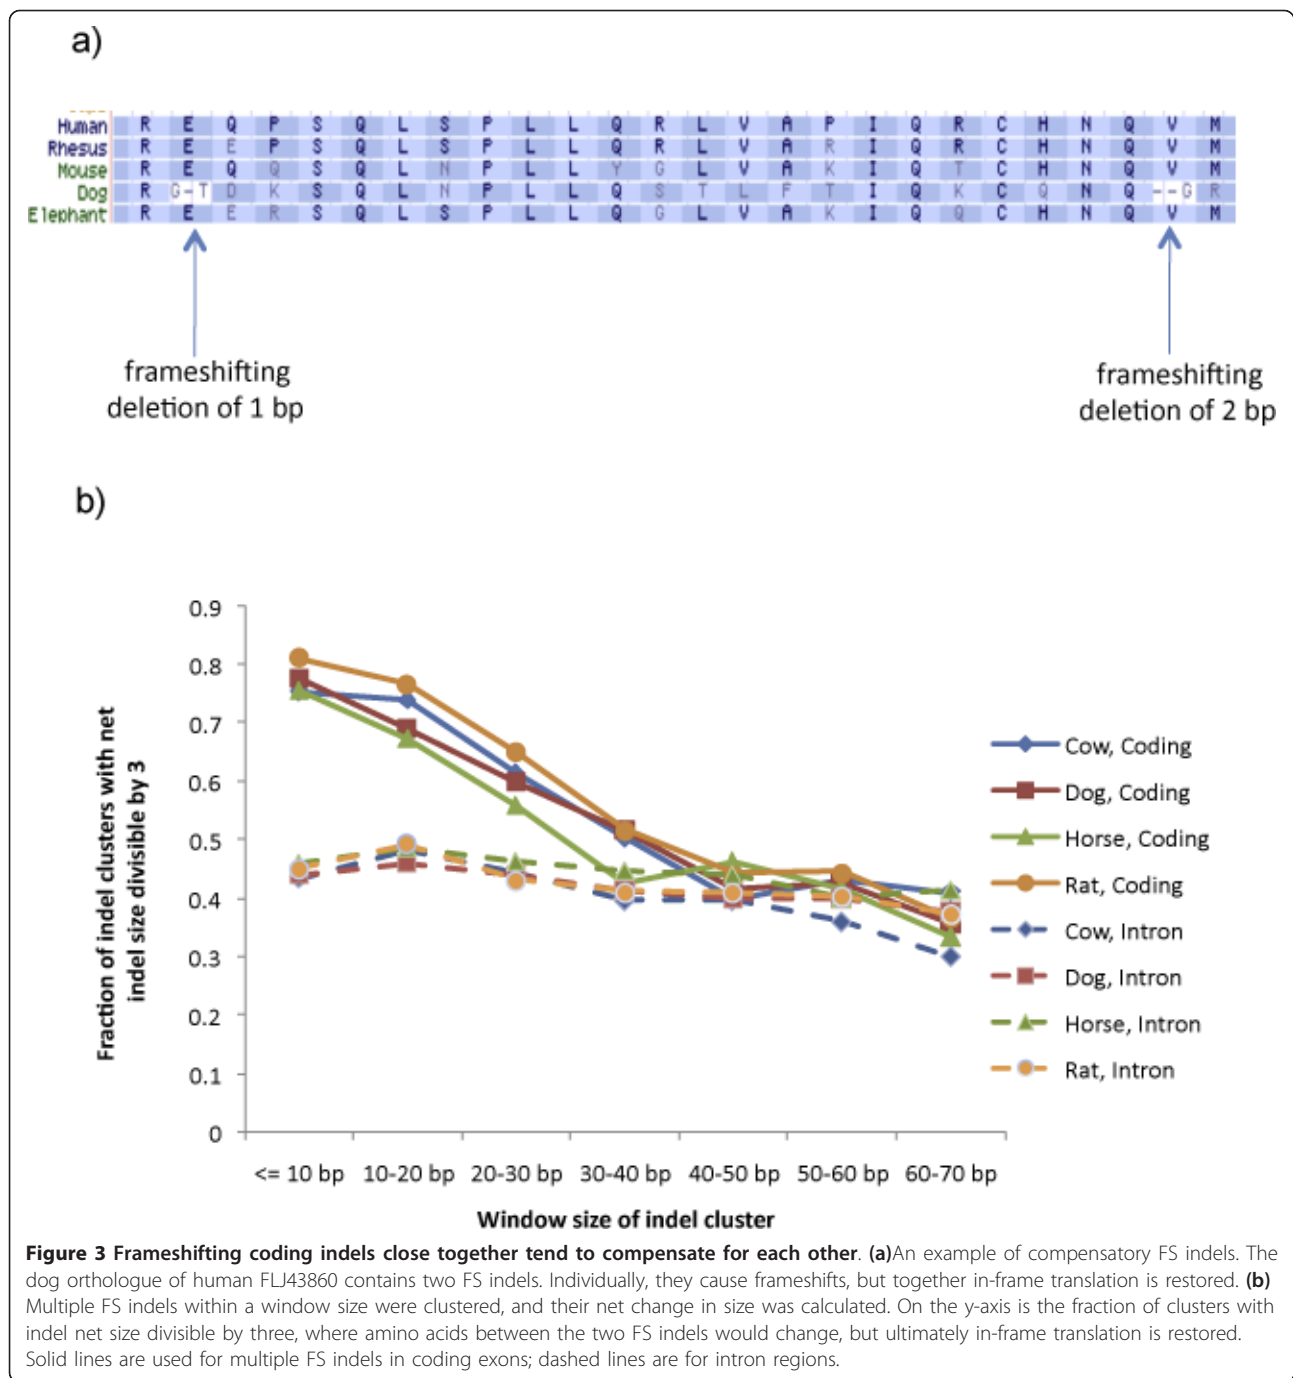 a)
Human R E Q P S Q L S P L L Q R L V A P I Q R C H N Q V M
Rhesus R E E P S Q L S P L L Q R L V A R I Q R C H N Q V M
Mouse R E Q Q S Q L N P L L Y G L V A K I Q T C H N Q V M
Dog R G-T D K S Q L N P L L Q S T L F T I Q K C Q N Q --G R
Elephant R E E R S Q L S P L L Q G L V A K I Q Q C H N Q V M
frameshifting
deletion of 1 bp
frameshifting
deletion of 2 bp
b)
Fraction of indel clusters with net
indel size divisible by 3
0.9
0.8
0.7
0.6
0.5
0.4
0.3
0.2
0.1
0
<= 10 bp 10-20 bp 20-30 bp 30-40 bp 40-50 bp 50-60 bp 60-70 bp
Window size of indel cluster
Cow, Coding
Dog, Coding
Horse, Coding
Rat, Coding
Cow, Intron
Dog, Intron
Horse, Intron
Rat, Intron
Figure 3 Frameshifting coding indels close together tend to compensate for each other. (a)An example of compensatory FS indels. The
dog orthologue of human FLJ43860 contains two FS indels. Individually, they cause frameshifts, but together in-frame translation is restored. (b)
Multiple FS indels within a window size were clustered, and their net change in size was calculated. On the y-axis is the fraction of clusters with
indel net size divisible by three, where amino acids between the two FS indels would change, but ultimately in-frame translation is restored.
Solid lines are used for multiple FS indels in coding exons; dashed lines are for intron regions.